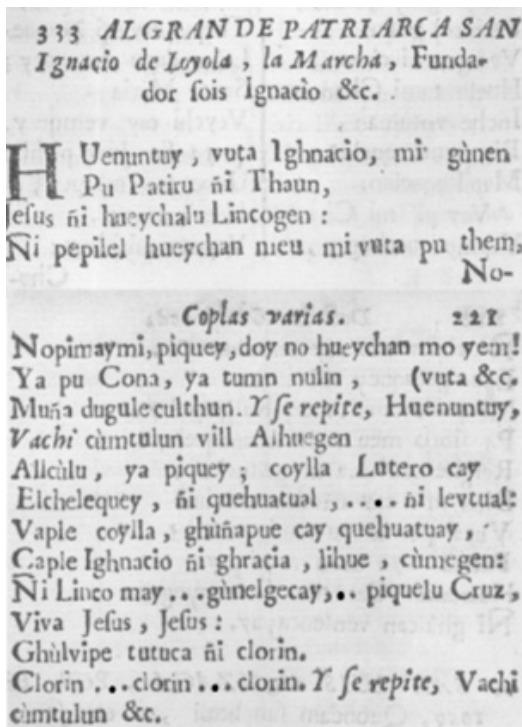 333 AL GRANDE PATRIARCA SAN
Ignacio de Loyola, la Marcha: Funda-
dor sois Ignacio &c.
HUenuntuy, vuta Ighnacio, mi gùnen
Pu Patiru ñi Thaun,
Jesus ñi hueychalu Lincogen:
Ñi pepilel hueychan meu mi vuta pu them,
No-
Coplas varias. 221
Nopimaymi, piquey, doy no hueychan mo yem!
Ya pu Cona, ya tumn nulin, (vuta &c.
Muña duguleculthun. Y se repite, Huenuntuy,
Vachi cùmtulun vill Aihuegen
Allcùlu, ya piquey, coylla Lutero cay
Elchelequey, ñi quehuatual,.... ñi levtual:
Vaple coylla, ghùñapue cay quehuatuay,
Caple Ighnacio ñi ghracia, lihue, cùmegen:
Ñi Linco may...gùnelgecay,.. piquelu Cruz,
Viva Jesus, Jesus:
Ghùlvipe tutuca ñi clorin.
Clorin...clorin...clorin. Y se repite, Vachi
cùmtulun &c.